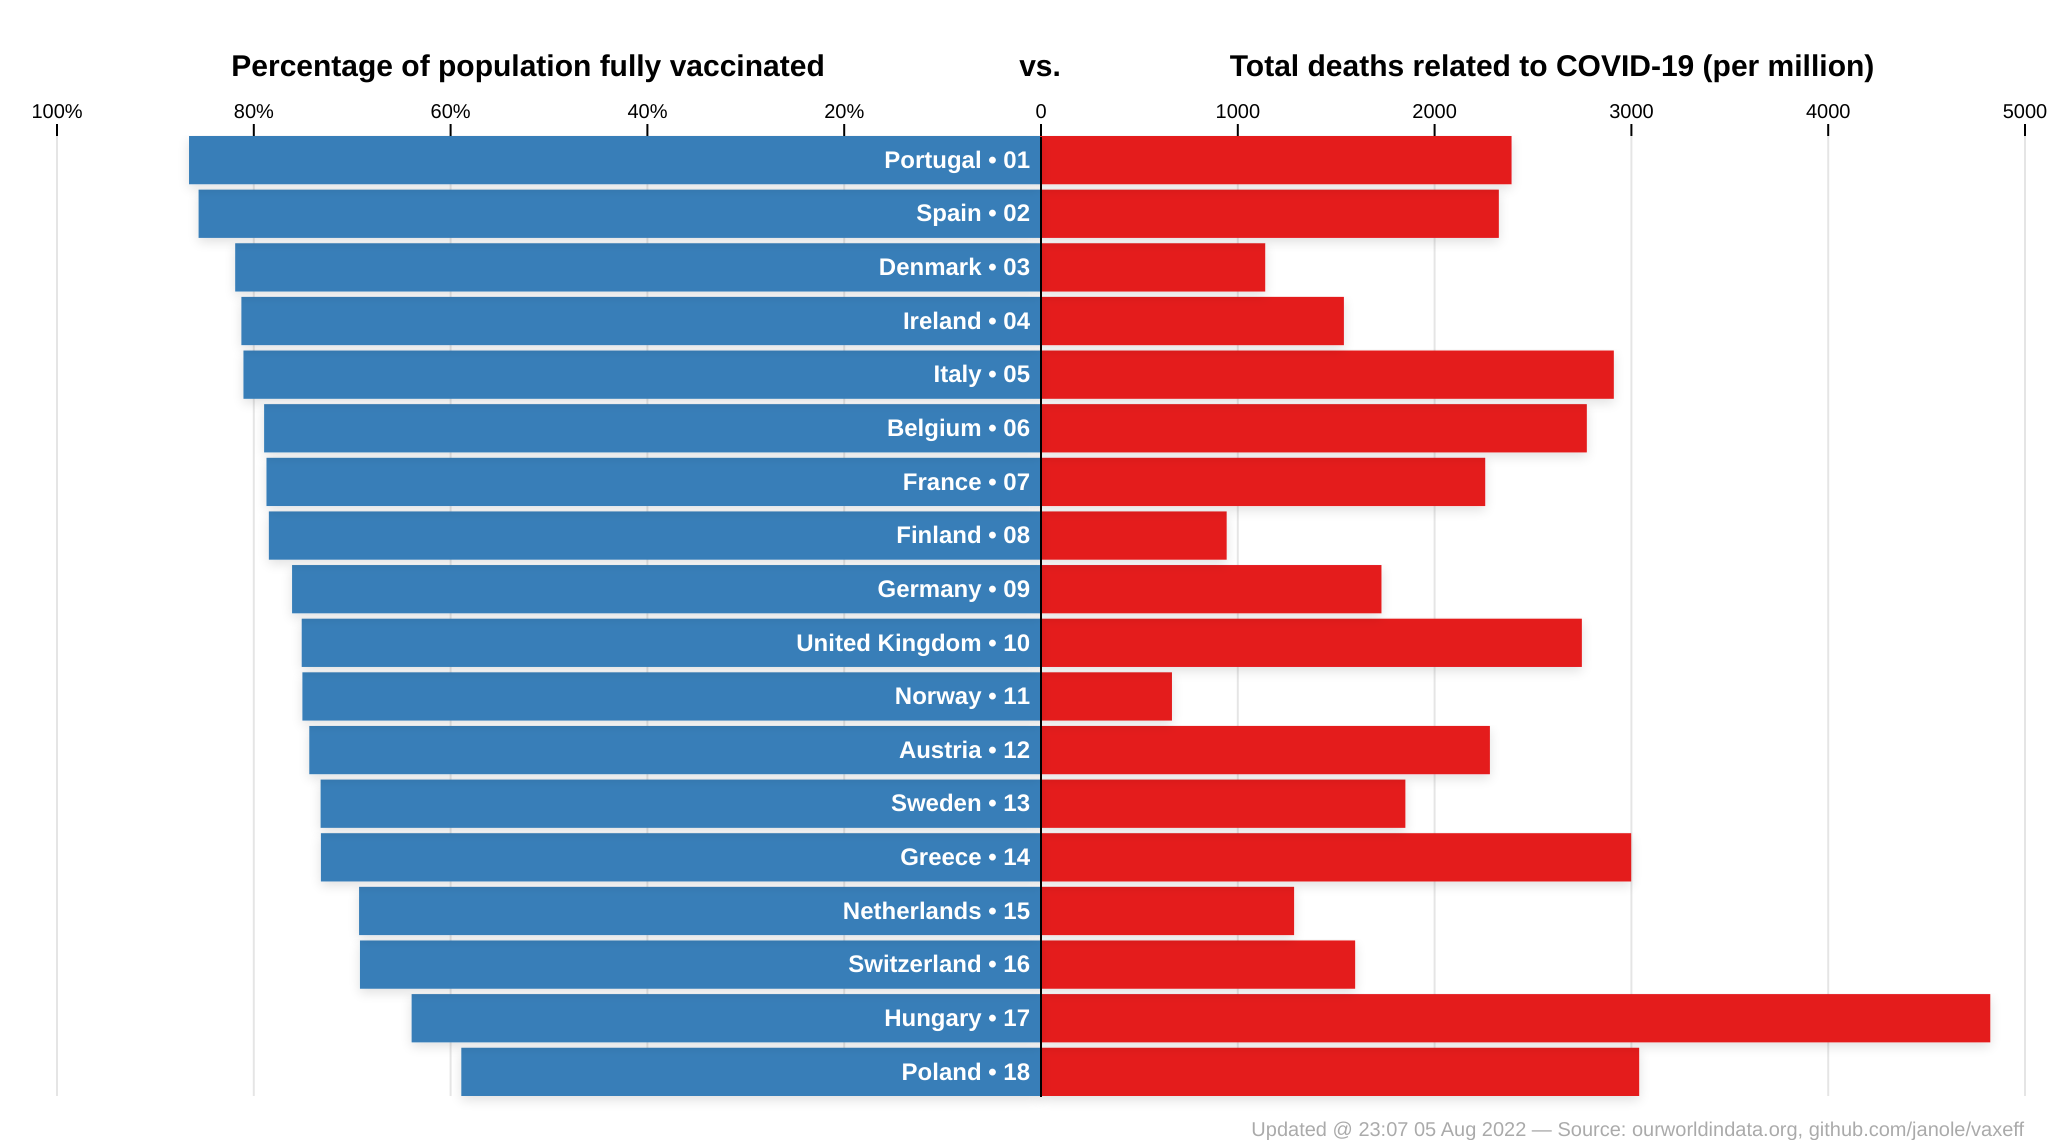 Percentage of population fully vaccinated vs. Total deaths related to COVID-19 (per million)
100% 80% 60% 40% 20% 0 1000 2000 3000 4000 5000
Portugal • 01
Spain • 02
Denmark • 03
Ireland • 04
Italy • 05
Belgium • 06
France • 07
Finland • 08
Germany • 09
United Kingdom • 10
Norway • 11
Austria • 12
Sweden • 13
Greece • 14
Netherlands • 15
Switzerland • 16
Hungary • 17
Poland • 18
Updated @ 23:07 05 Aug 2022 — Source: ourworldindata.org, github.com/janole/vaxeff